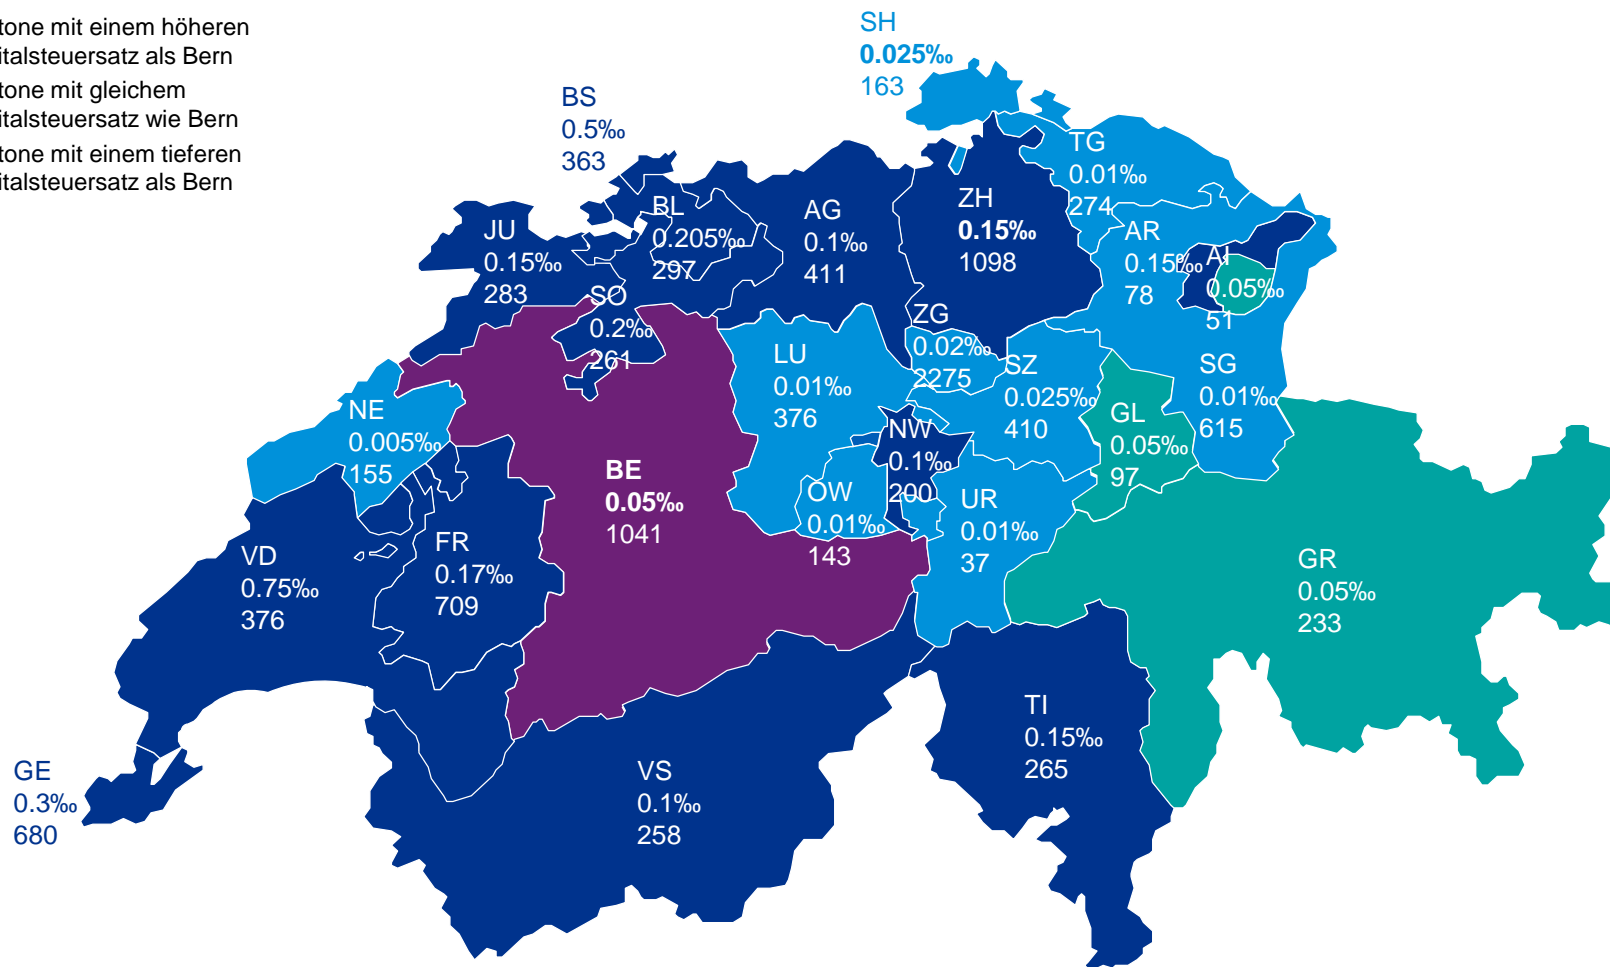 tone mit einem höheren
italsteuersatz als Bern
tone mit gleichem
italsteuersatz wie Bern
tone mit einem tieferen
italsteuersatz als Bern
SH
0.025‰
163
BS
0.5‰
363
TG
0.01‰
274
BL
0.205‰
297
AG
0.1‰
411
ZH
0.15‰
1098
JU
0.15‰
283
AR
0.15‰
78
AI
0.05‰
51
SO
0.2‰
261
ZG
0.02‰
2275
LU
0.01‰
376
SZ
0.025‰
410
SG
0.01‰
615
NE
0.005‰
155
GL
0.05‰
97
NW
0.1‰
200
BE
0.05‰
1041
OW
0.01‰
143
UR
0.01‰
37
FR
0.17‰
709
VD
0.75‰
376
GR
0.05‰
233
TI
0.15‰
265
VS
0.1‰
258
GE
0.3‰
680